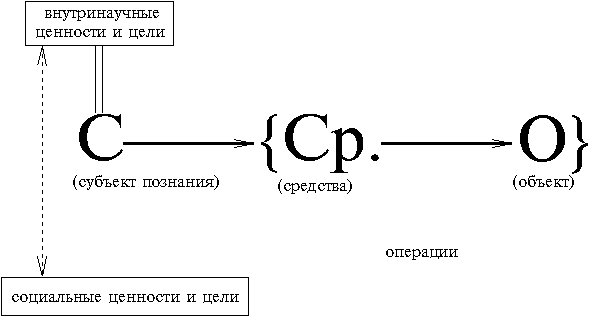 внутринаучные
ценности и цели
С {Ср. О}
(субъект познания) (средства) (объект)
операции
социальные ценности и цели